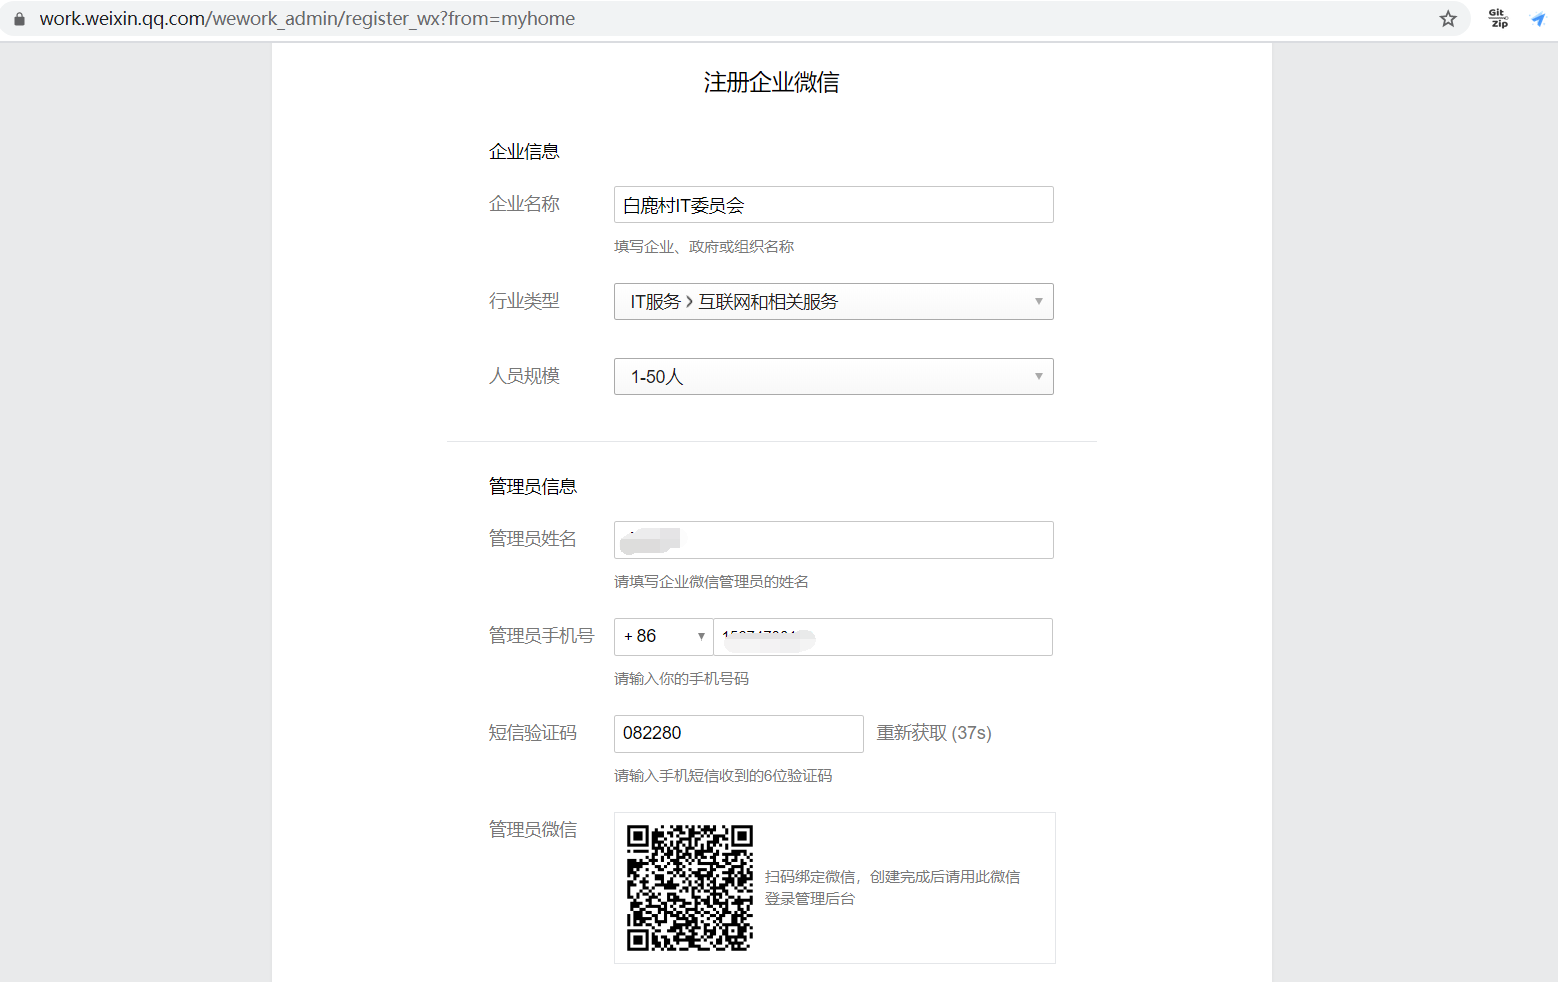 work.weixin.qq.com/wework_admin/register_wx?from=myhome
Git
Zip
注册企业微信
企业信息
企业名称
白鹿村IT委员会
填写企业、政府或组织名称
行业类型
IT服务 > 互联网和相关服务
人员规模
1-50人
管理员信息
管理员姓名
请填写企业微信管理员的姓名
管理员手机号
+ 86
请输入你的手机号码
短信验证码
082280
重新获取 (37s)
请输入手机短信收到的6位验证码
管理员微信
扫码绑定微信，创建完成后请用此微信
登录管理后台